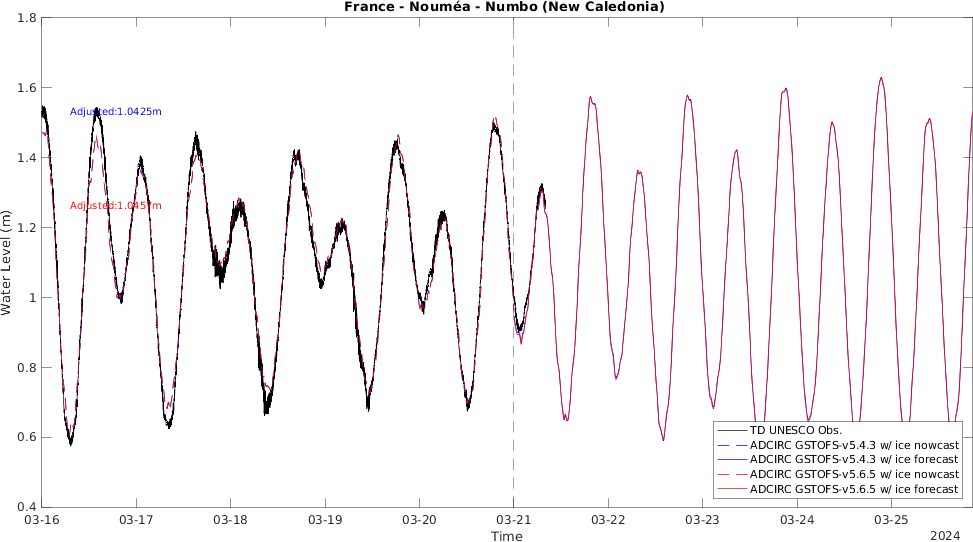 France - Nouméa - Numbo (New Caledonia)
1.8
1.6
1.4
1.2
1
0.8
0.6
0.4
Water Level (m)
Adjusted:1.0425m
Adjusted:1.0457m
TD UNESCO Obs.
ADCIRC GSTOFS-v5.4.3 w/ ice nowcast
ADCIRC GSTOFS-v5.4.3 w/ ice forecast
ADCIRC GSTOFS-v5.6.5 w/ ice nowcast
ADCIRC GSTOFS-v5.6.5 w/ ice forecast
03-16 03-17 03-18 03-19 03-20 03-21 03-22 03-23 03-24 03-25
Time
2024